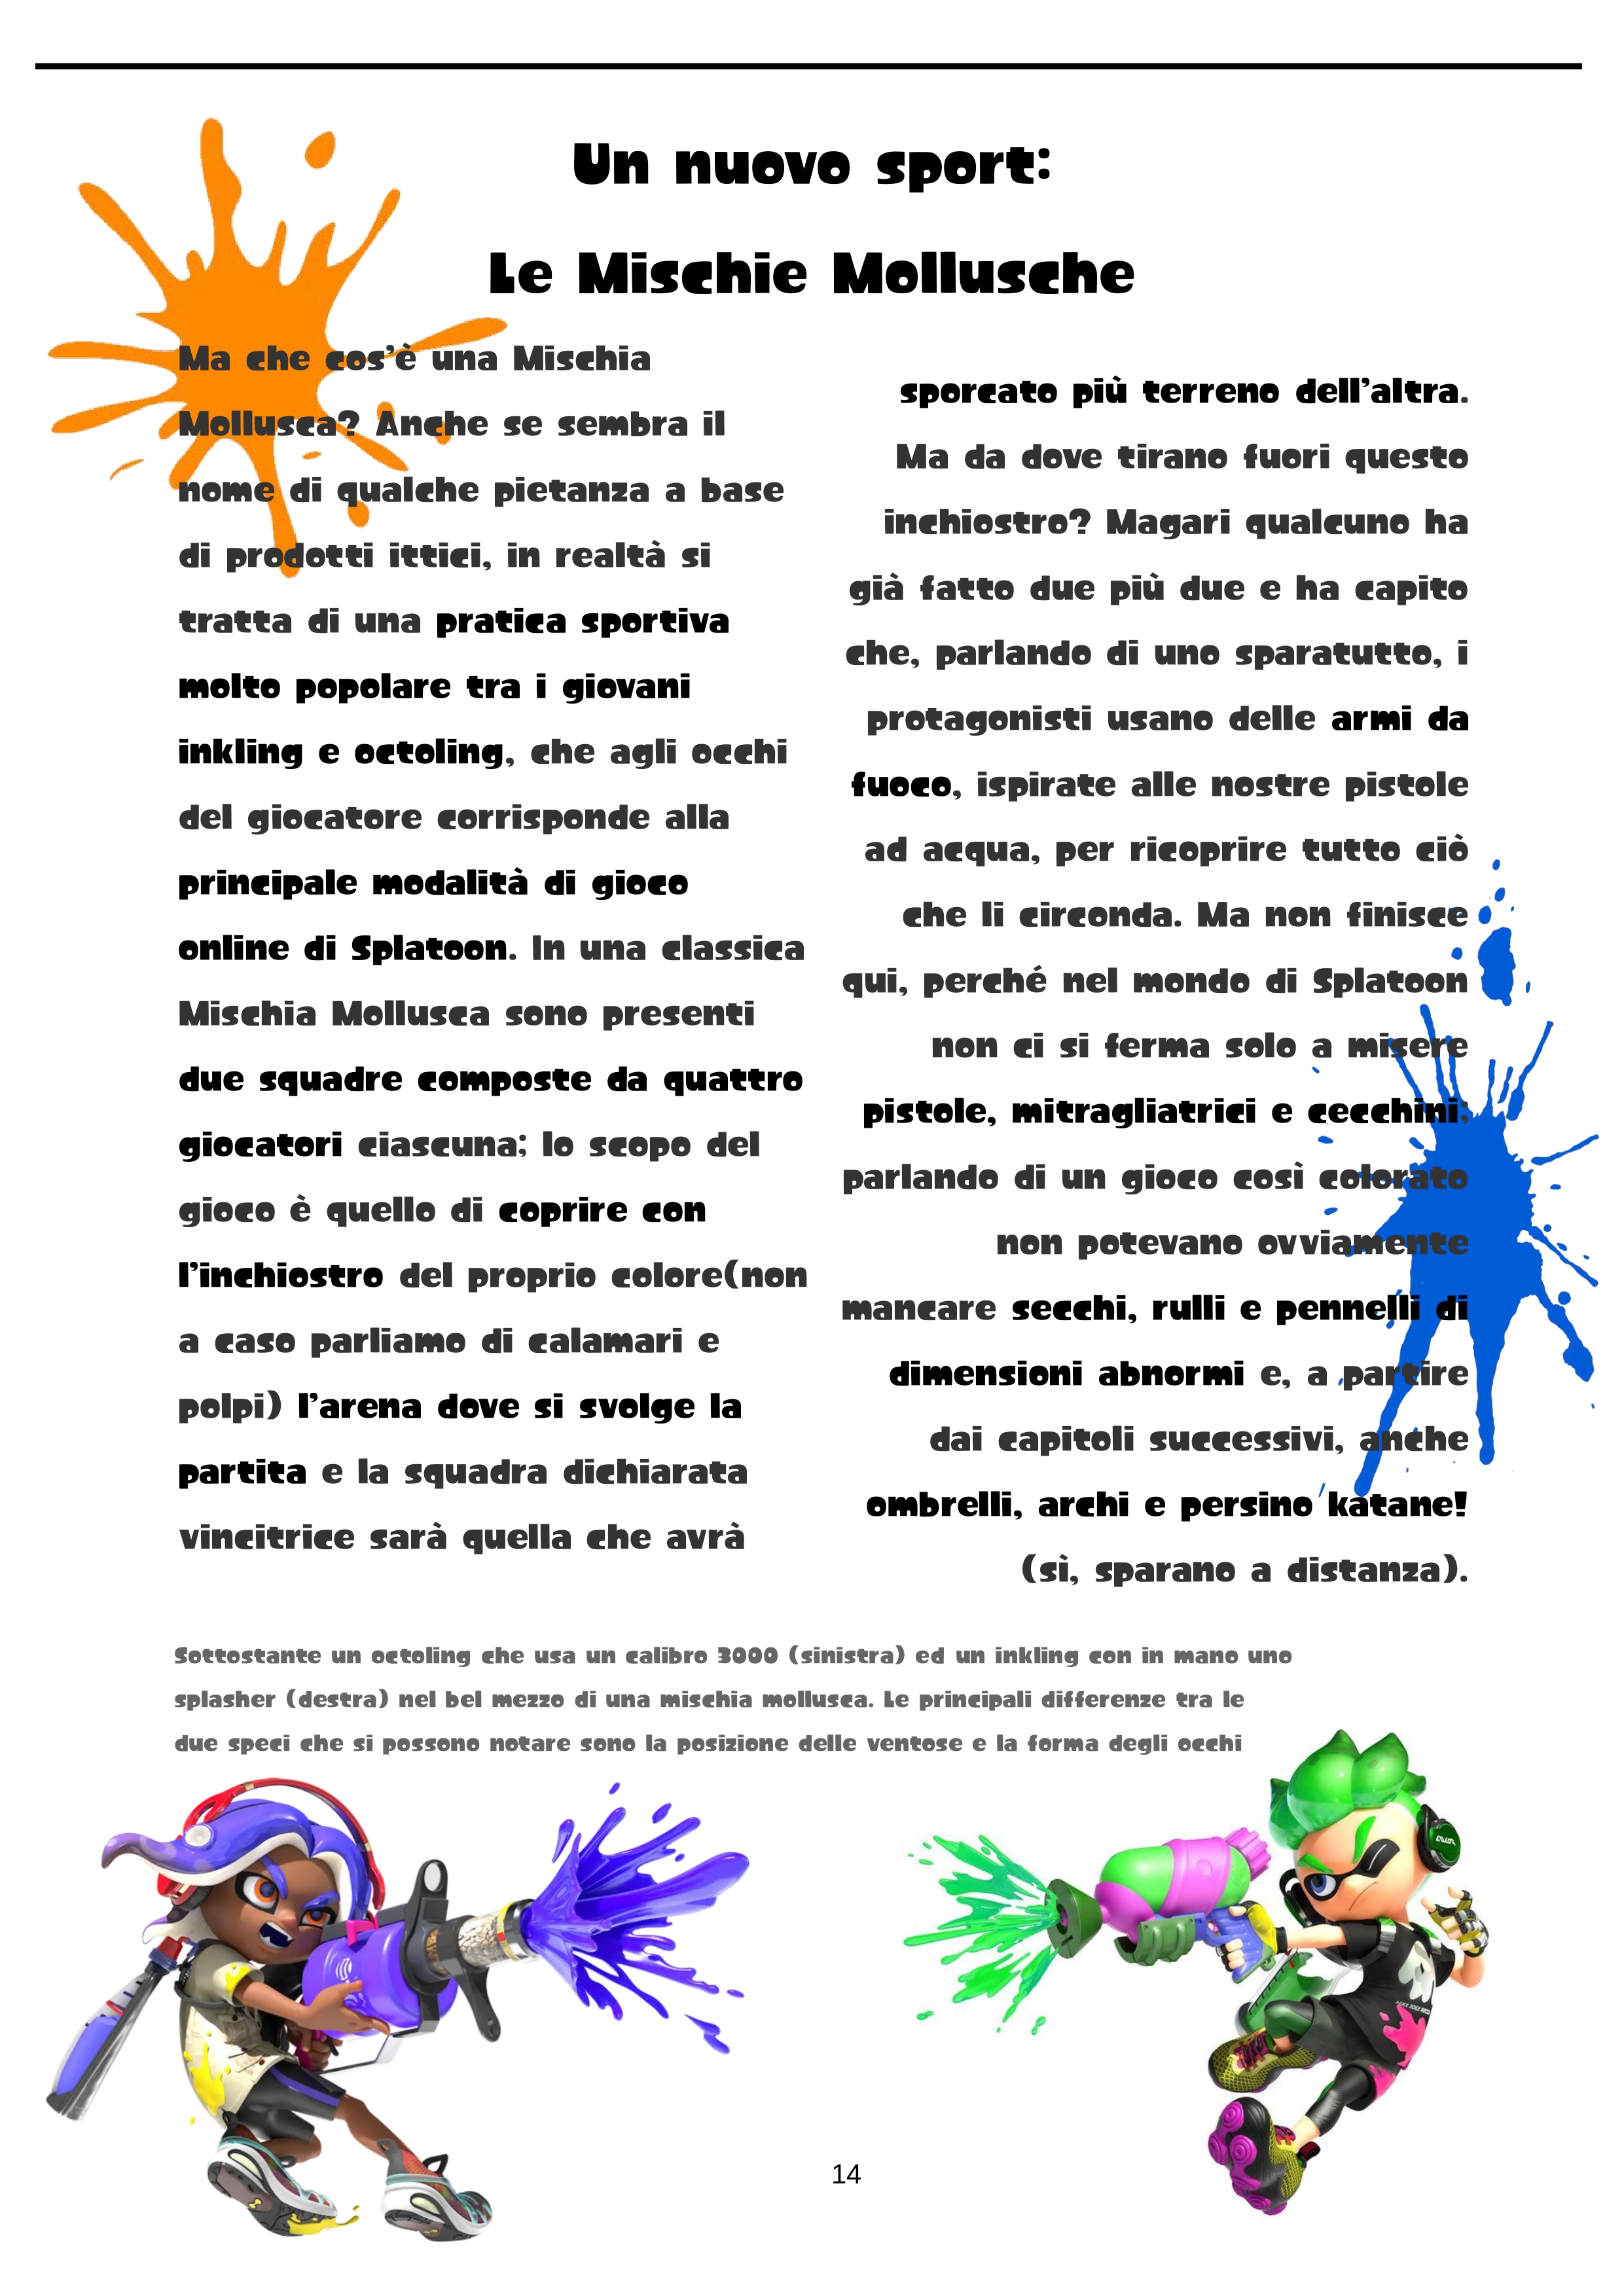 Un nuovo sport:
Le Mischie Mollusche
Ma che cos'è una Mischia
Mollusca? Anche se sembra il
nome di qualche pietanza a base
di prodotti ittici, in realtà si
tratta di una pratica sportiva
molto popolare tra i giovani
inkling e octoling, che agli occhi
del giocatore corrisponde alla
principale modalità di gioco
online di Splatoon. In una classica
Mischia Mollusca sono presenti
due squadre composte da quattro
giocatori ciascuna; lo scopo del
gioco è quello di coprire con
l'inchiostro del proprio colore(non
a caso parliamo di calamari e
polpi) l'arena dove si svolge la
partita e la squadra dichiarata
vincitrice sarà quella che avrà
sporcato più terreno dell'altra.
Ma da dove tirano fuori questo
inchiostro? Magari qualcuno ha
già fatto due più due e ha capito
che, parlando di uno sparatutto, i
protagonisti usano delle armi da
fuoco, ispirate alle nostre pistole
ad acqua, per ricoprire tutto ciò
che li circonda. Ma non finisce
qui, perché nel mondo di Splatoon
non ci si ferma solo a misere
pistole, mitragliatrici e cecchini;
parlando di un gioco così colorato
non potevano ovviamente
mancare secchi, rulli e pennelli di
dimensioni abnormi e, a partire
dai capitoli successivi, anche
ombrelli, archi e persino katane!
(sì, sparano a distanza).
Sottostante un octoling che usa un calibro 3000 (sinistra) ed un inkling con in mano uno
splasher (destra) nel bel mezzo di una mischia mollusca. Le principali differenze tra le
due speci che si possono notare sono la posizione delle ventose e la forma degli occhi
14